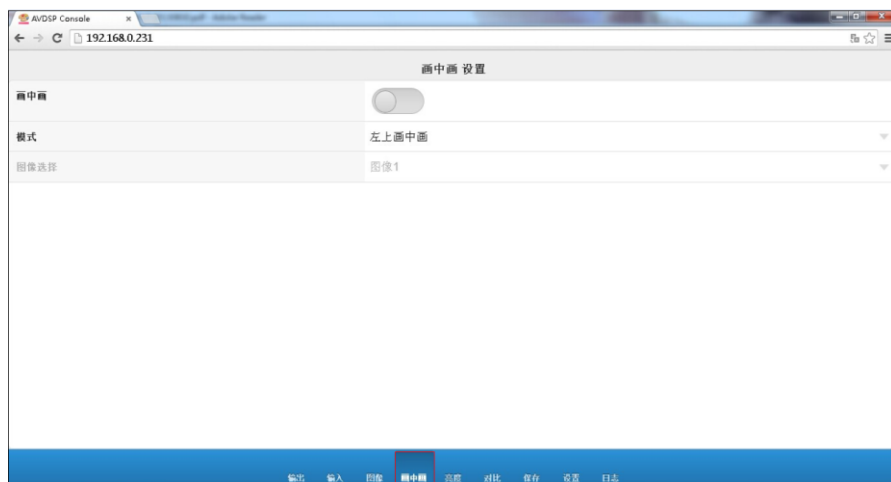 AVDSP Console
192.168.0.231
画中画 设置
画中画
模式 左上画中画
图像选择 图像1
输出 输入 图像 画中画 亮度 对比 保存 设置 日志